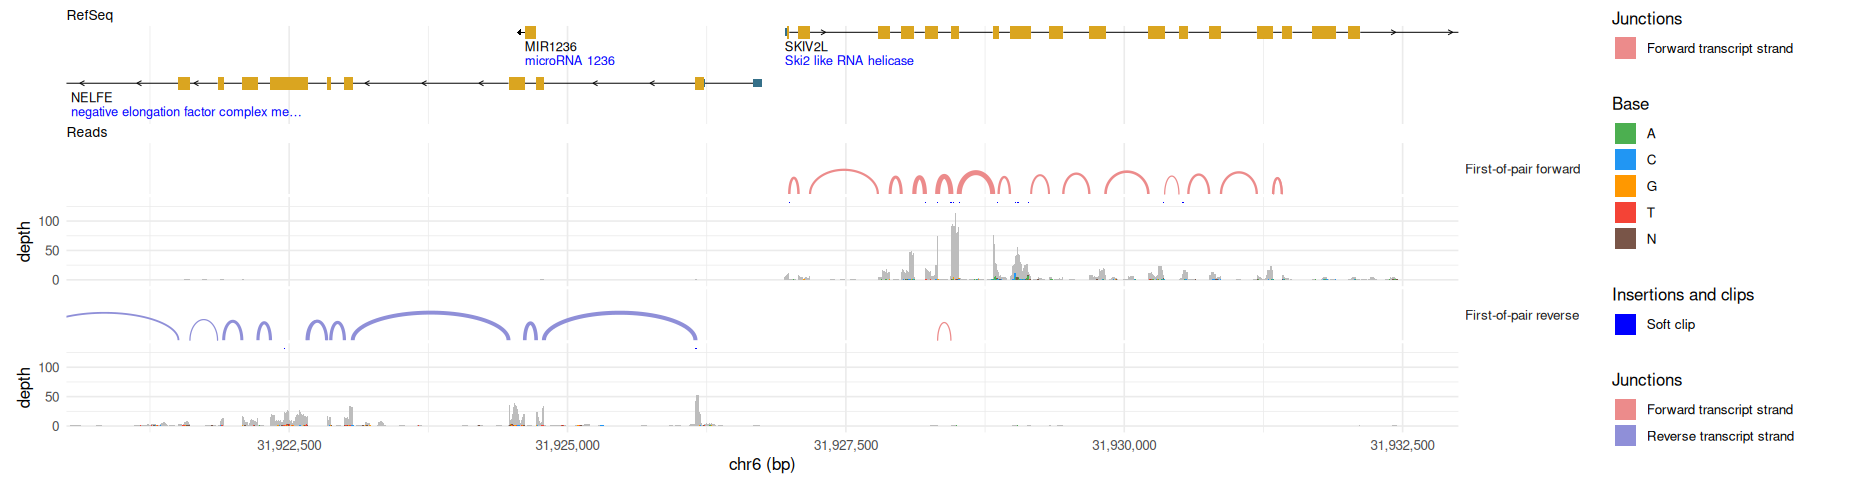 RefSeq
MIR1236
microRNA 1236
SKIV2L
Ski2 like RNA helicase
NELFE
negative elongation factor complex me…
Reads
First-of-pair forward
depth
100
50
0
First-of-pair reverse
depth
100
50
0
31,922,500
31,925,000
31,927,500
31,930,000
31,932,500
chr6 (bp)
Junctions
Forward transcript strand
Base
A
C
G
T
N
Insertions and clips
Soft clip
Junctions
Forward transcript strand
Reverse transcript strand